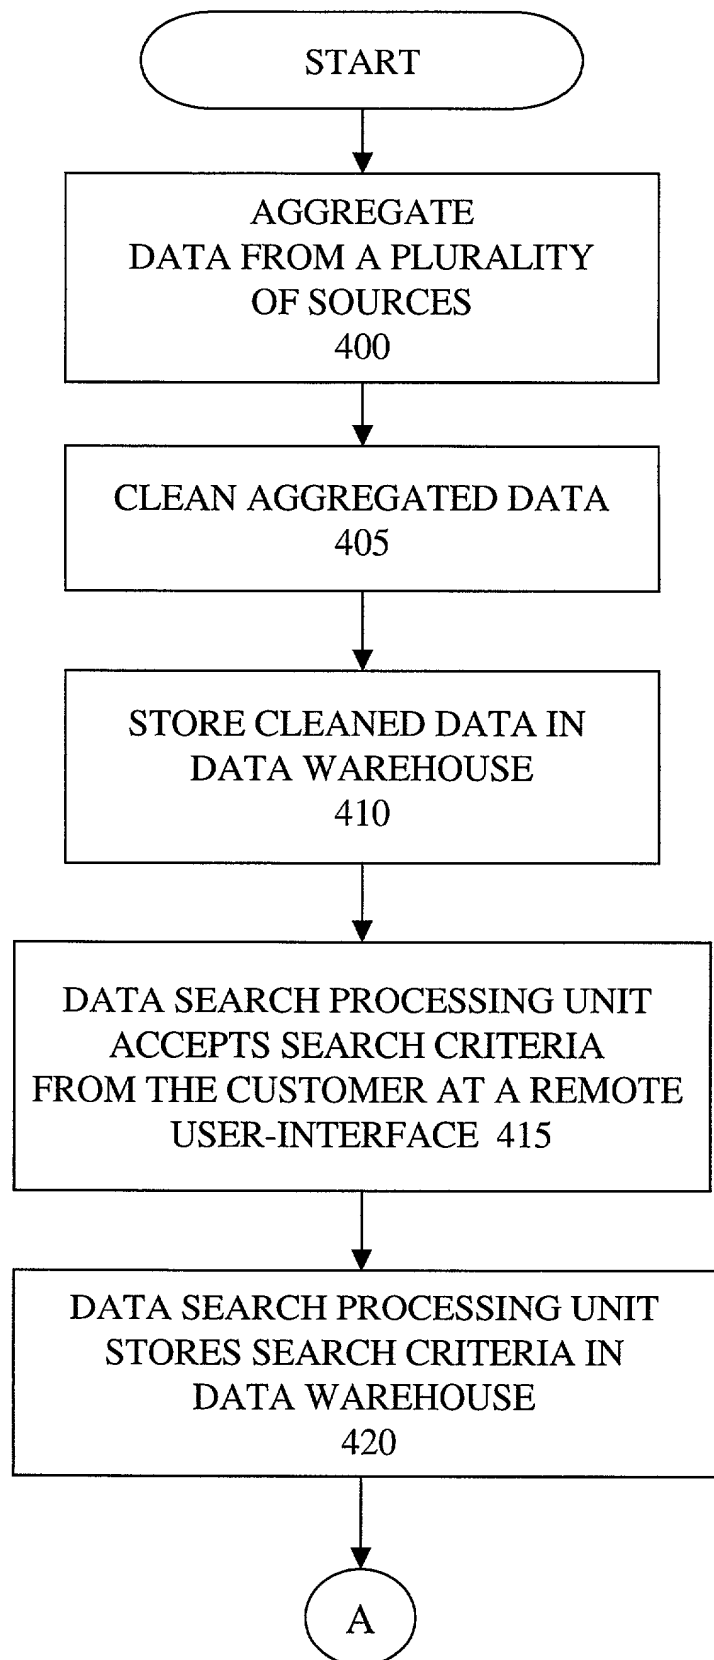 START
AGGREGATE
DATA FROM A PLURALITY
OF SOURCES
400
CLEAN AGGREGATED DATA
405
STORE CLEANED DATA IN
DATA WAREHOUSE
410
DATA SEARCH PROCESSING UNIT
ACCEPTS SEARCH CRITERIA
FROM THE CUSTOMER AT A REMOTE
USER-INTERFACE 415
DATA SEARCH PROCESSING UNIT
STORES SEARCH CRITERIA IN
DATA WAREHOUSE
420
A